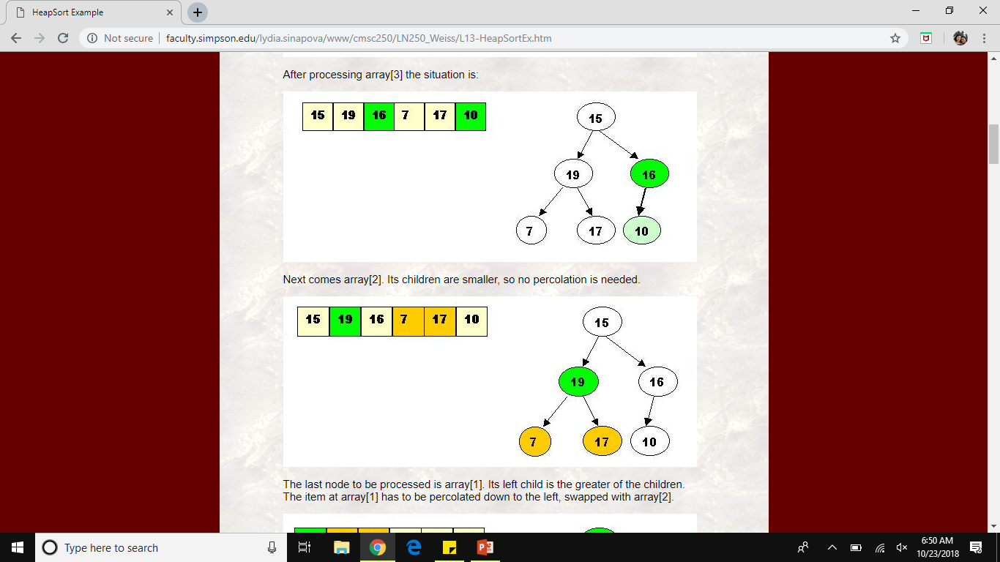 HeapSort Example
Not secure | faculty.simpson.edu/lydia.sinapova/www/cmsc250/LN250_Weiss/L13-HeapSortEx.htm
After processing array[3] the situation is:
15 19 16 7 17 10
15
19 16
7 17 10
Next comes array[2]. Its children are smaller, so no percolation is needed.
15 19 16 7 17 10
15
19 16
7 17 10
The last node to be processed is array[1]. Its left child is the greater of the children.
The item at array[1] has to be percolated down to the left, swapped with array[2].
Type here to search
6:50 AM
10/23/2018